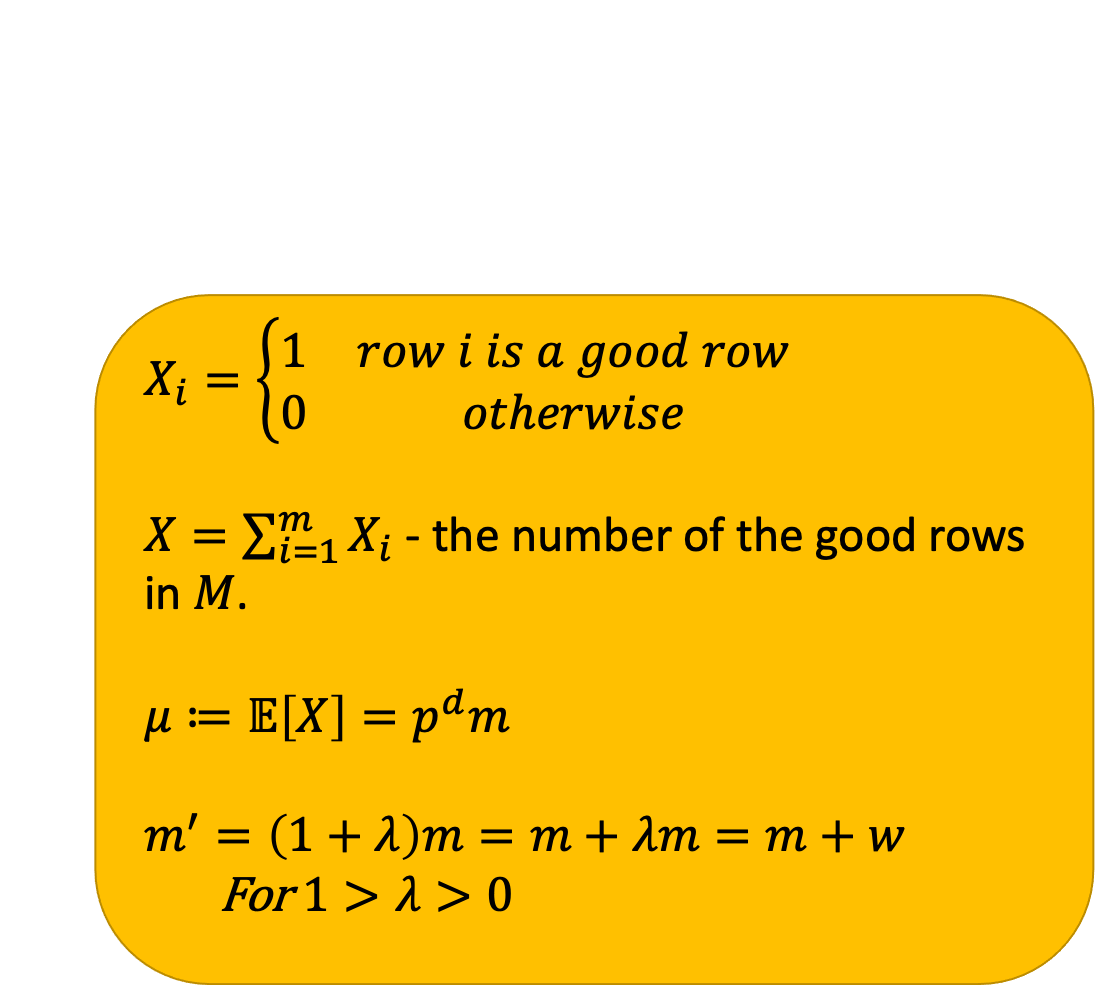 X_i = { 1 row i is a good row
0 otherwise
X = ∑_{i=1}^{m} X_i - the number of the good rows
in M.
μ ≔ 𝔼[X] = p^d m
m′ = (1 + λ)m = m + λm = m + w
For 1 > λ > 0